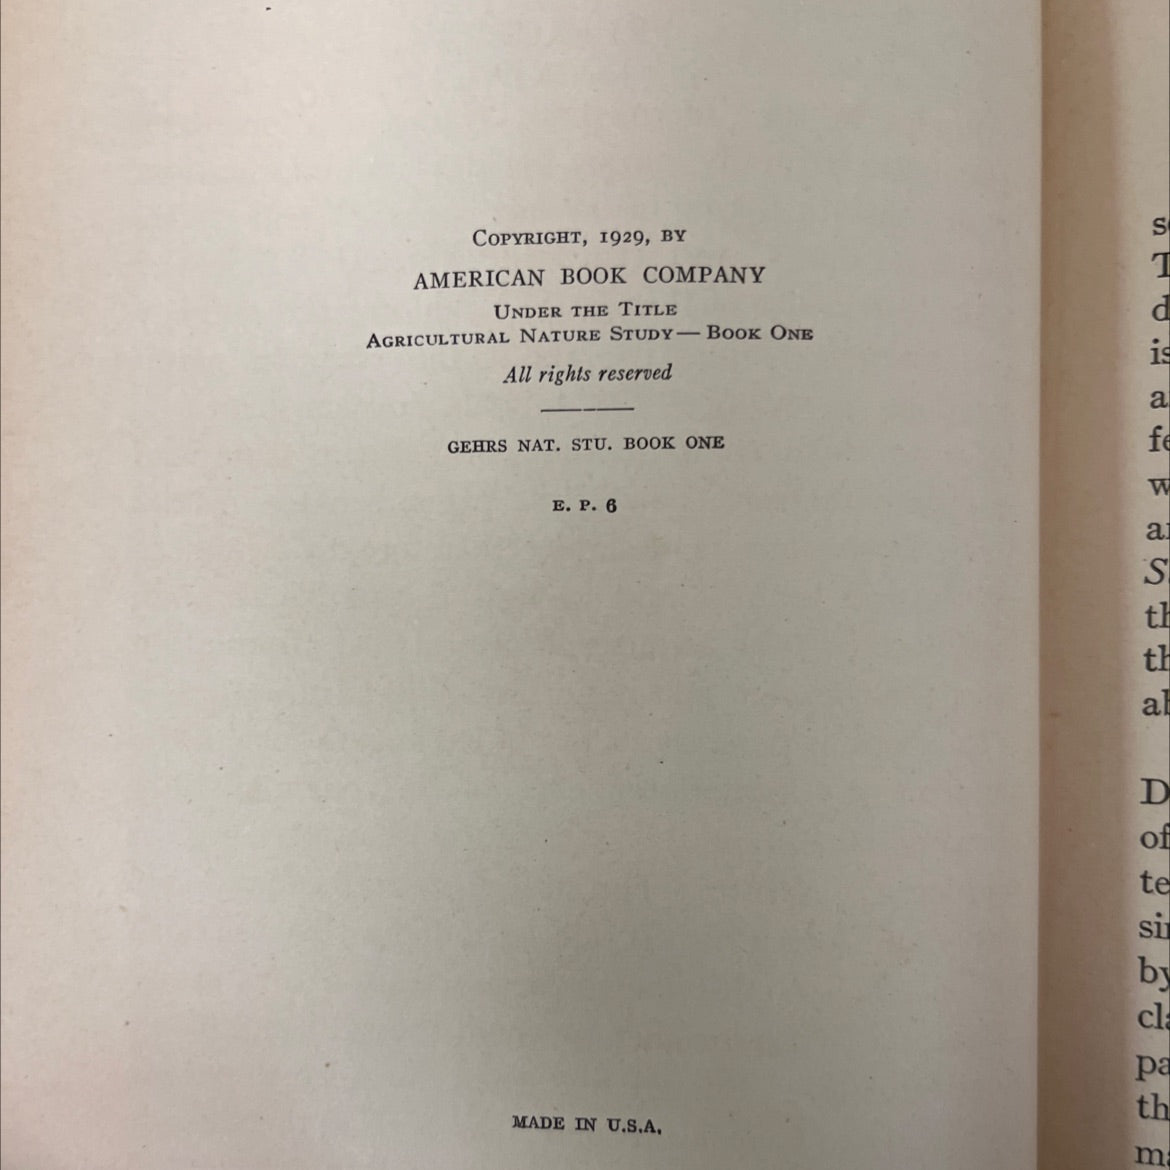 Copyright, 1929, by
AMERICAN BOOK COMPANY
Under the Title
Agricultural Nature Study — Book One
All rights reserved
GEHRS NAT. STU. BOOK ONE
E. P. 6
MADE IN U.S.A.